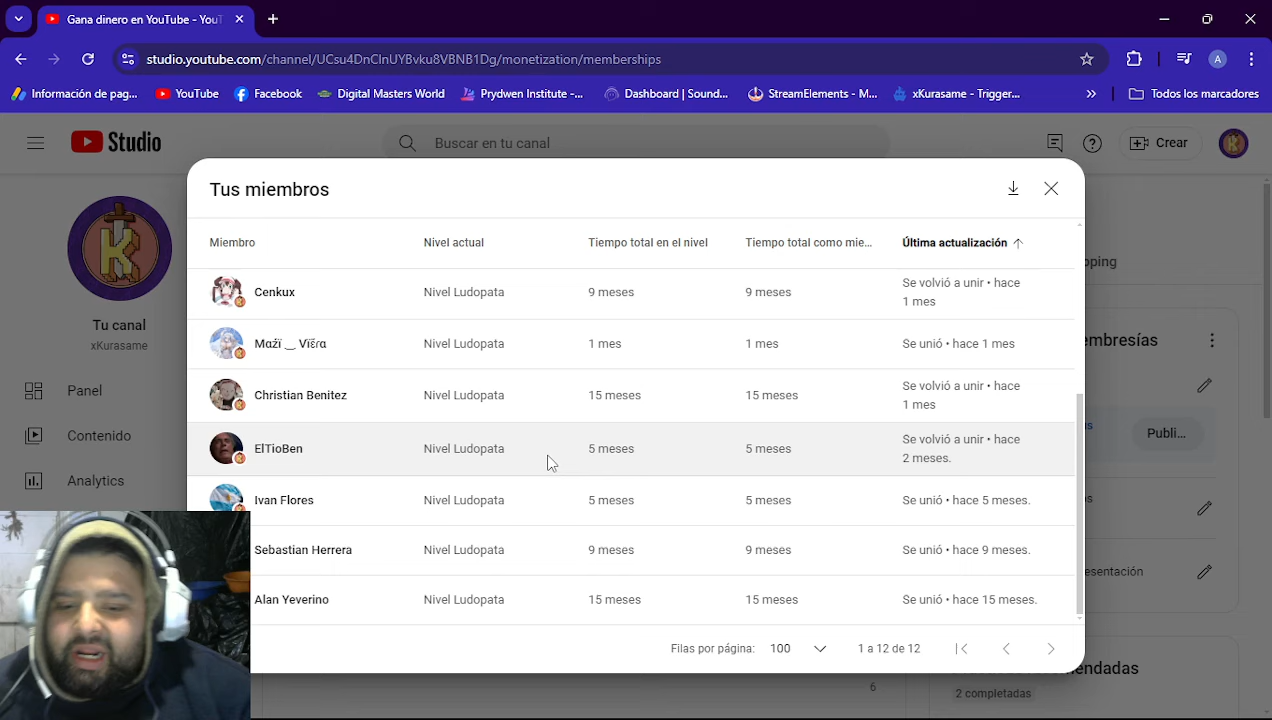 Gana dinero en YouTube - YouT
studio.youtube.com/channel/UCsu4DnClnUYBvku8VBNB1Dg/monetization/memberships
A
Información de pag...
YouTube
Facebook
Digital Masters World
Prydwen Institute -...
Dashboard | Sound...
StreamElements - M...
xKurasame - Trigger...
Todos los marcadores
Studio
Buscar en tu canal
Crear
Tus miembros
Miembro
Nivel actual
Tiempo total en el nivel
Tiempo total como mie...
Última actualización
opping
K
Cenkux
Nivel Ludopata
9 meses
9 meses
Se volvió a unir • hace
1 mes
Tu canal
xKurasame
embresías
Nivel Ludopata
1 mes
1 mes
Se unió • hace 1 mes
Panel
Christian Benitez
Nivel Ludopata
15 meses
15 meses
Se volvió a unir • hace
1 mes
us
Publi...
Contenido
ElTioBen
Nivel Ludopata
5 meses
5 meses
Se volvió a unir • hace
2 meses.
Analytics
Ivan Flores
Nivel Ludopata
5 meses
5 meses
Se unió • hace 5 meses.
os
Sebastian Herrera
Nivel Ludopata
9 meses
9 meses
Se unió • hace 9 meses.
esentación
Alan Yeverino
Nivel Ludopata
15 meses
15 meses
Se unió • hace 15 meses.
Filas por página:
100
1 a 12 de 12
omendadas
2 completadas
6